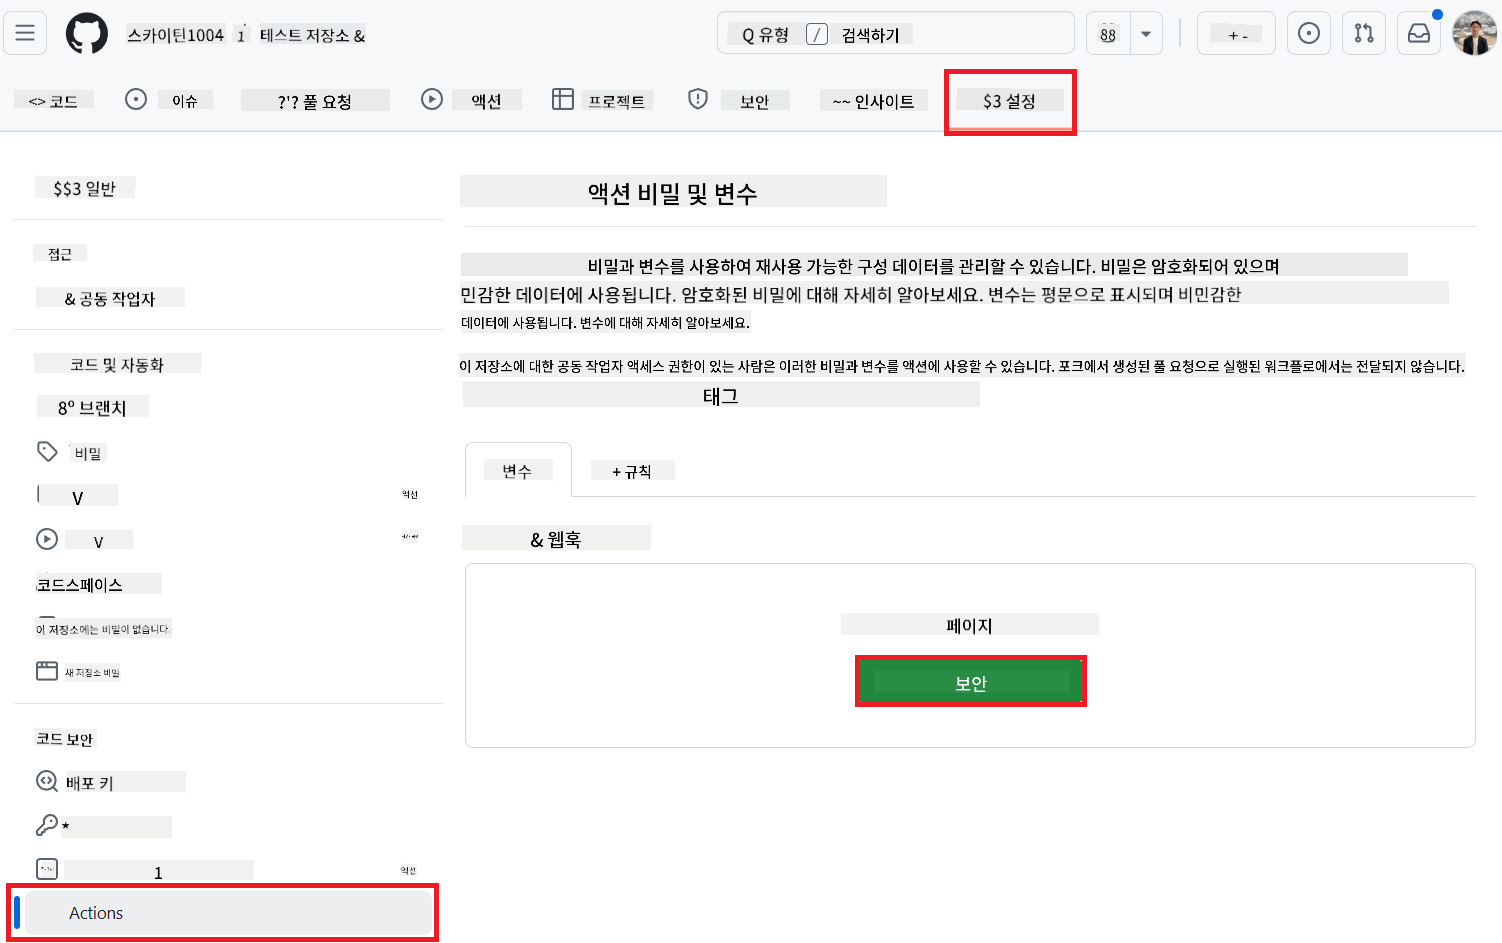 스카이틴1004 i 테스트 저장소 &
Q 유형 / 검색하기
88
+ -
<> 코드
이슈
?'? 풀 요청
액션
프로젝트
보안
~~ 인사이트
$3 설정
$$3 일반
접근
& 공동 작업자
코드 및 자동화
8º 브랜치
비밀
V
액션
V
코드스페이스
이 저장소에는 비밀이 없습니다.
새 저장소 비밀
코드 보안
배포 키
*
1
액션
Actions
액션 비밀 및 변수
비밀과 변수를 사용하여 재사용 가능한 구성 데이터를 관리할 수 있습니다. 비밀은 암호화되어 있으며
민감한 데이터에 사용됩니다. 암호화된 비밀에 대해 자세히 알아보세요. 변수는 평문으로 표시되며 비민감한
데이터에 사용됩니다. 변수에 대해 자세히 알아보세요.
이 저장소에 대한 공동 작업자 액세스 권한이 있는 사람은 이러한 비밀과 변수를 액션에 사용할 수 있습니다. 포크에서 생성된 풀 요청으로 실행된 워크플로에서는 전달되지 않습니다.
태그
변수
+ 규칙
& 웹훅
페이지
보안